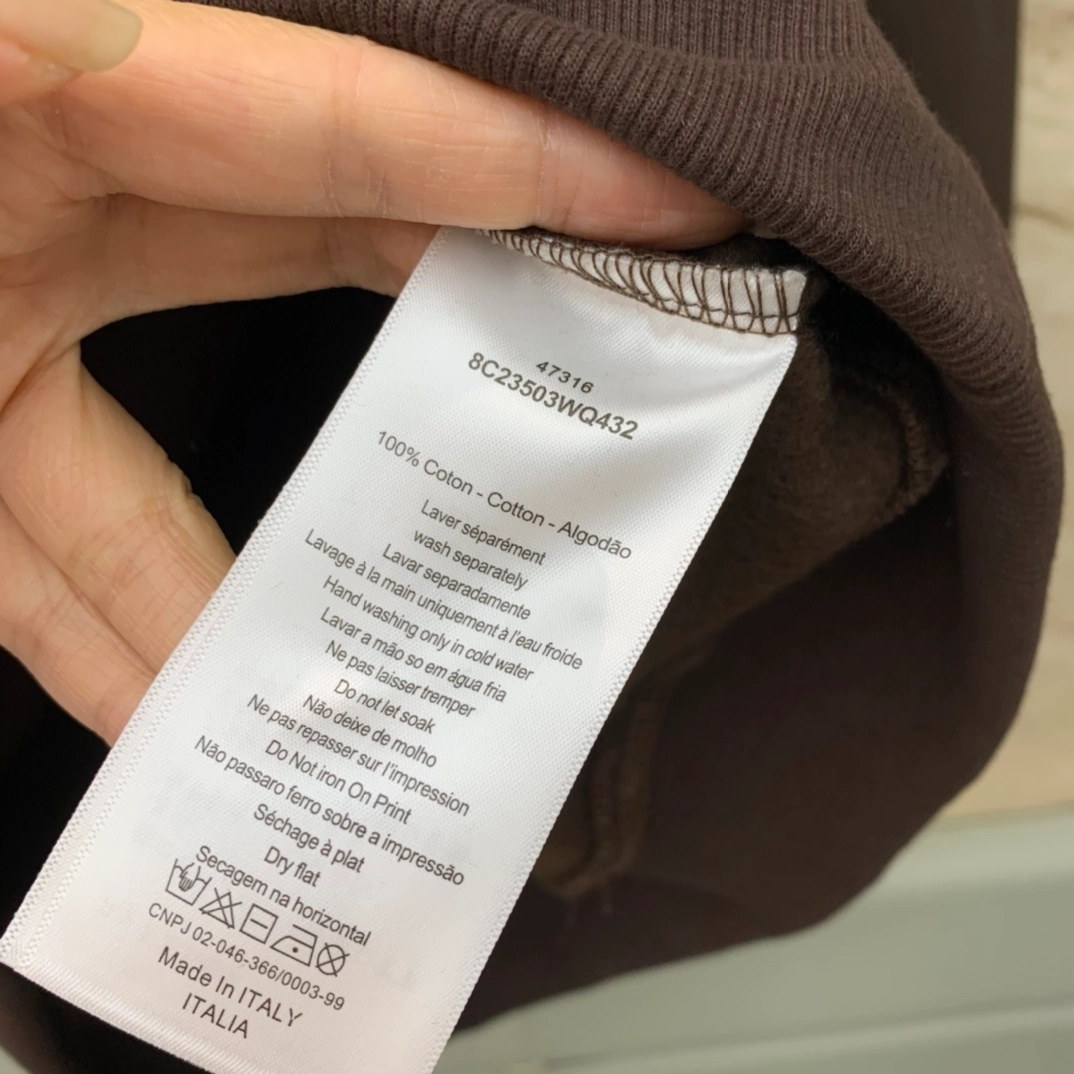 47316
8C23503WQ432
100% Coton - Cotton - Algodão
Laver séparément
wash separately
Lavar separadamente
Lavage à la main uniquement à l'eau froide
Hand washing only in cold water
Lavar a mão so em água fria
Ne pas laisser tremper
Do not let soak
Não deixe de molho
Ne pas repasser sur l'impression
Do Not iron On Print
Não passaro ferro sobre a impressão
Séchage à plat
Dry flat
Secagem na horizontal
CNPJ 02-046-366/0003-99
Made In ITALY
ITALIA